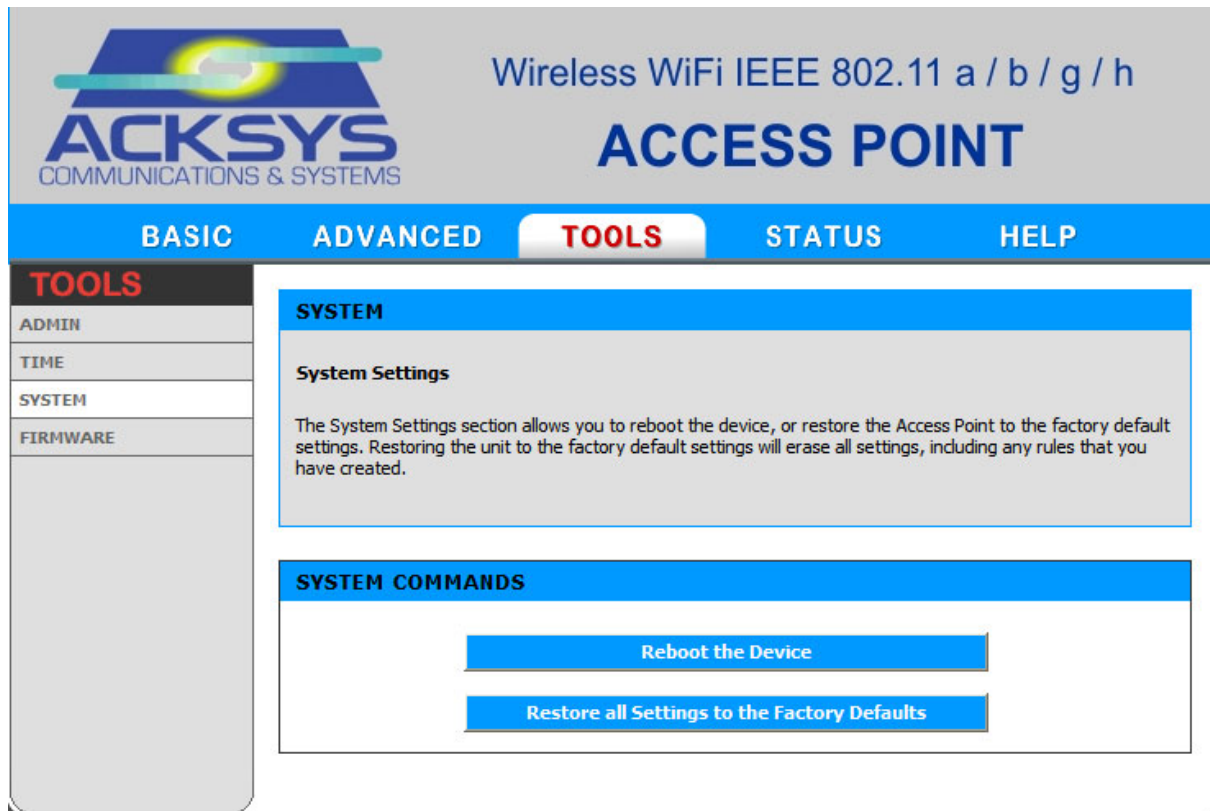 ACKSYS
COMMUNICATIONS & SYSTEMS
Wireless WiFi IEEE 802.11 a / b / g / h
ACCESS POINT
BASIC ADVANCED TOOLS STATUS HELP
TOOLS
ADMIN
TIME
SYSTEM
FIRMWARE
SYSTEM
System Settings
The System Settings section allows you to reboot the device, or restore the Access Point to the factory default
settings. Restoring the unit to the factory default settings will erase all settings, including any rules that you
have created.
SYSTEM COMMANDS
Reboot the Device
Restore all Settings to the Factory Defaults